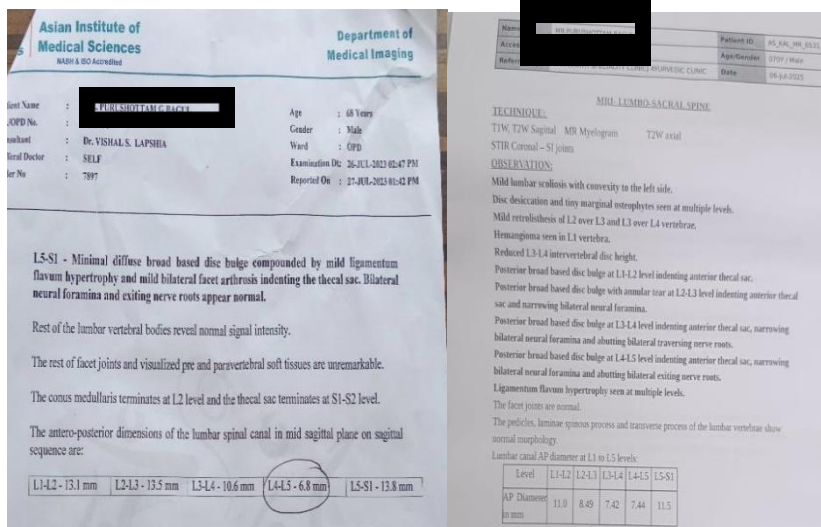 Asian Institute of
Medical Sciences
NABH & ISO Accredited
Department of
Medical Imaging
Name :
/OPD No. :
: Dr. VISHAL S. LAPSHIA
Doctor : SELF
No : 7897
Age : 68 Years
Gender : Male
Ward : OPD
Examination Dt: 26-JUL-2023 02:47 PM
Reported On : 27-JUL-2023 01:42 PM
L5-S1 - Minimal diffuse broad based disc bulge compounded by mild ligamentum
flavum hypertrophy and mild bilateral facet arthrosis indenting the thecal sac. Bilateral
neural foramina and exiting nerve roots appear normal.
Rest of the lumbar vertebral bodies reveal normal signal intensity.
The rest of facet joints and visualized pre and paravertebral soft tissues are unremarkable.
The conus medullaris terminates at L2 level and the thecal sac terminates at S1-S2 level.
The antero-posterior dimensions of the lumbar spinal canal in mid sagittal plane on sagittal
sequence are:
L1-L2 - 13.1 mm L2-L3 - 13.5 mm L3-L4 - 10.6 mm L4-L5 - 6.8 mm L5-S1 - 13.8 mm
Name
AYURVEDIC CLINIC
Patient ID
Age/Gender 070Y / Male
Date 06-Jul-2025
MRI- LUMBO-SACRAL SPINE
TECHNIQUE:
T1W, T2W Sagittal MR Myelogram T2W axial
STIR Coronal – SI joints
OBSERVATION:
Mild lumbar scoliosis with convexity to the left side.
Disc desiccation and tiny marginal osteophytes seen at multiple levels.
Mild retrolisthesis of L2 over L3 and L3 over L4 vertebrae.
Hemangioma seen in L1 vertebra.
Reduced L3-L4 intervertebral disc height.
Posterior broad based disc bulge at L1-L2 level indenting anterior thecal sac.
Posterior broad based disc bulge with annular tear at L2-L3 level indenting anterior thecal
sac and narrowing bilateral neural foramina.
Posterior broad based disc bulge at L3-L4 level indenting anterior thecal sac, narrowing
bilateral neural foramina and abutting bilateral traversing nerve roots.
Posterior broad based disc bulge at L4-L5 level indenting anterior thecal sac, narrowing
bilateral neural foramina and abutting bilateral exiting nerve roots.
Ligamentum flavum hypertrophy seen at multiple levels.
The facet joints are normal.
The pedicles, laminae spinous process and transverse process of the lumbar vertebrae show
normal morphology.
Lumbar canal AP diameter at L1 to L5 levels:
Level L1-L2 L2-L3 L3-L4 L4-L5 L5-S1
AP Diameter
in mm 11.0 8.49 7.42 7.44 11.5